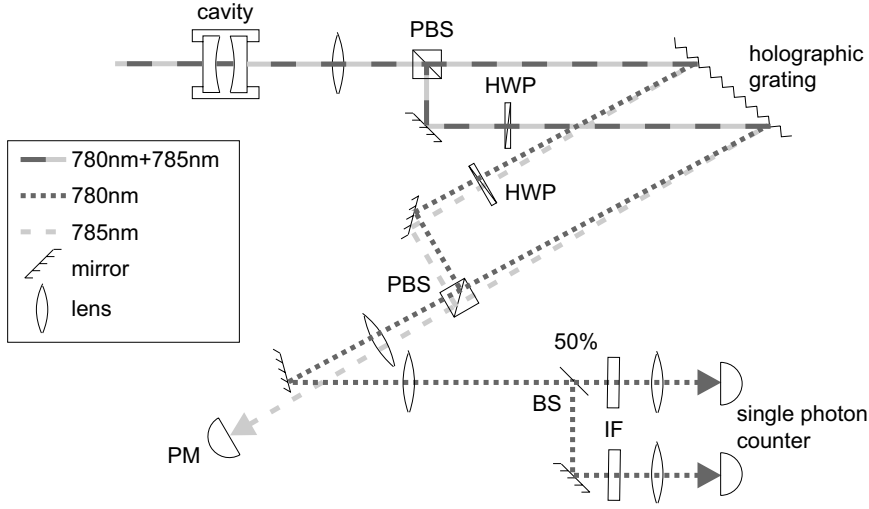 cavity
PBS
holographic
grating
HWP
780nm+785nm
780nm
785nm
mirror
lens
HWP
PBS
50%
BS
IF
single photon
counter
PM